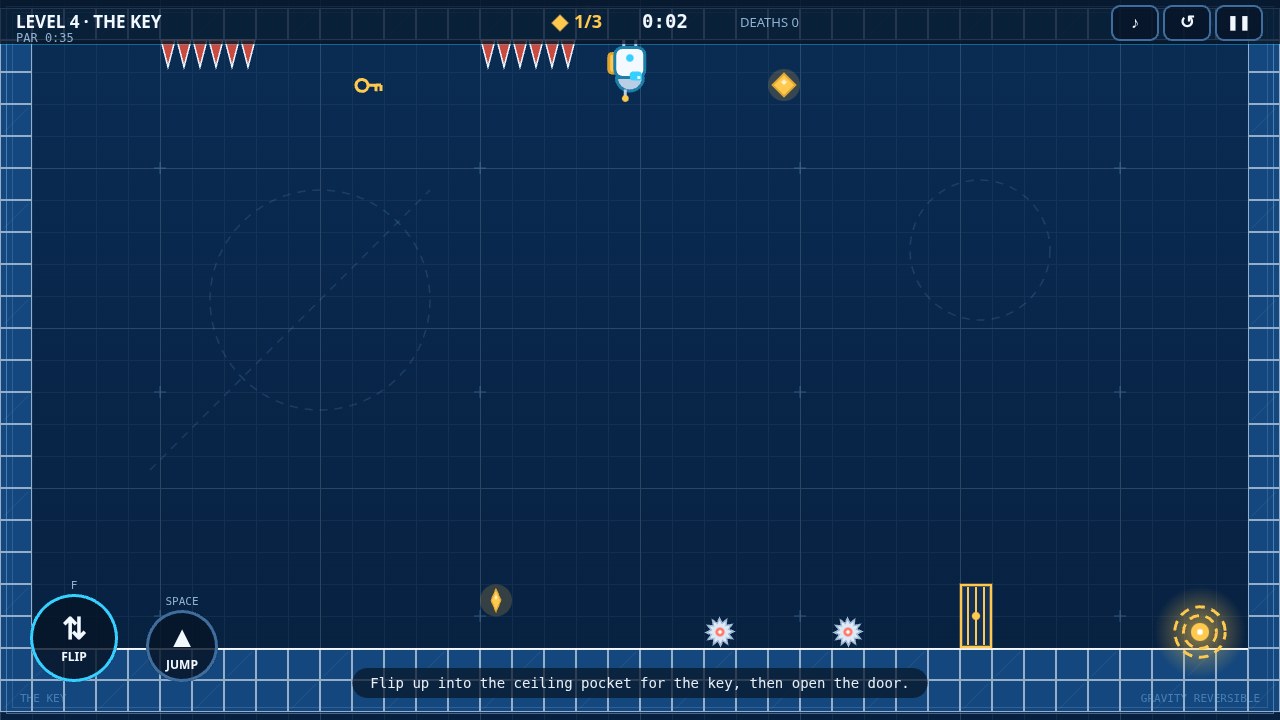 LEVEL 4 · THE KEY
PAR 0:35
1/3
0:02
DEATHS 0
F
FLIP
SPACE
JUMP
Flip up into the ceiling pocket for the key, then open the door.
THE KEY
GRAVITY REVERSIBLE